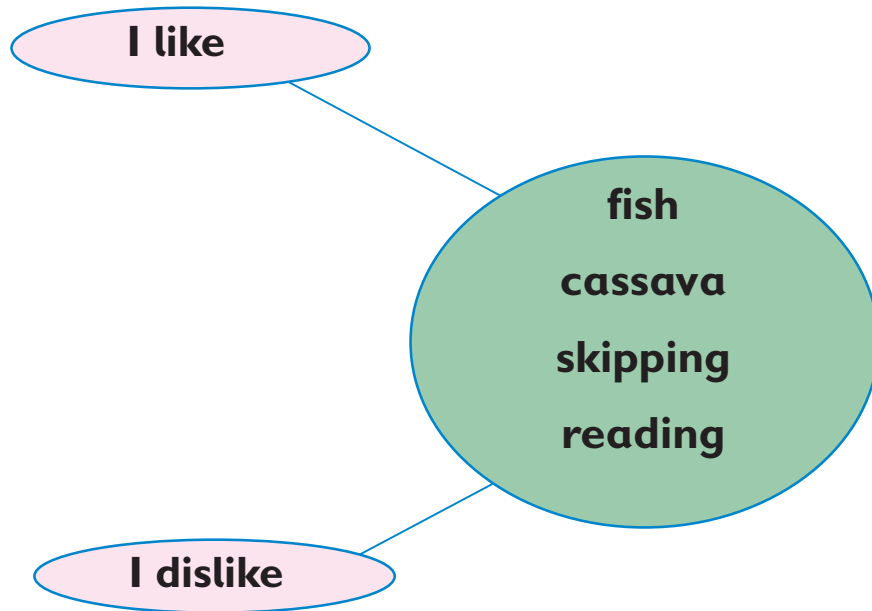 I like
fish
cassava
skipping
reading
I dislike